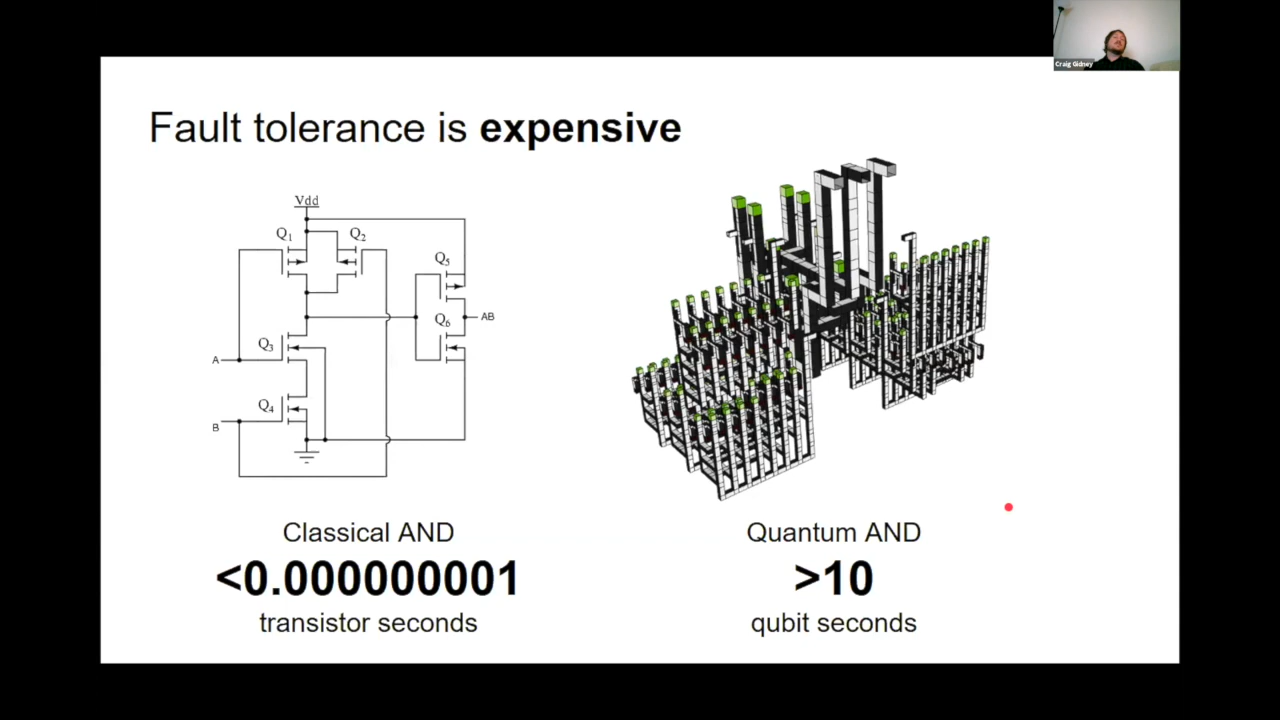 Craig Gidney
Fault tolerance is expensive
Vdd
Q1
Q2
Q5
Q6
AB
Q3
A
Q4
B
Classical AND
<0.000000001
transistor seconds
Quantum AND
>10
qubit seconds